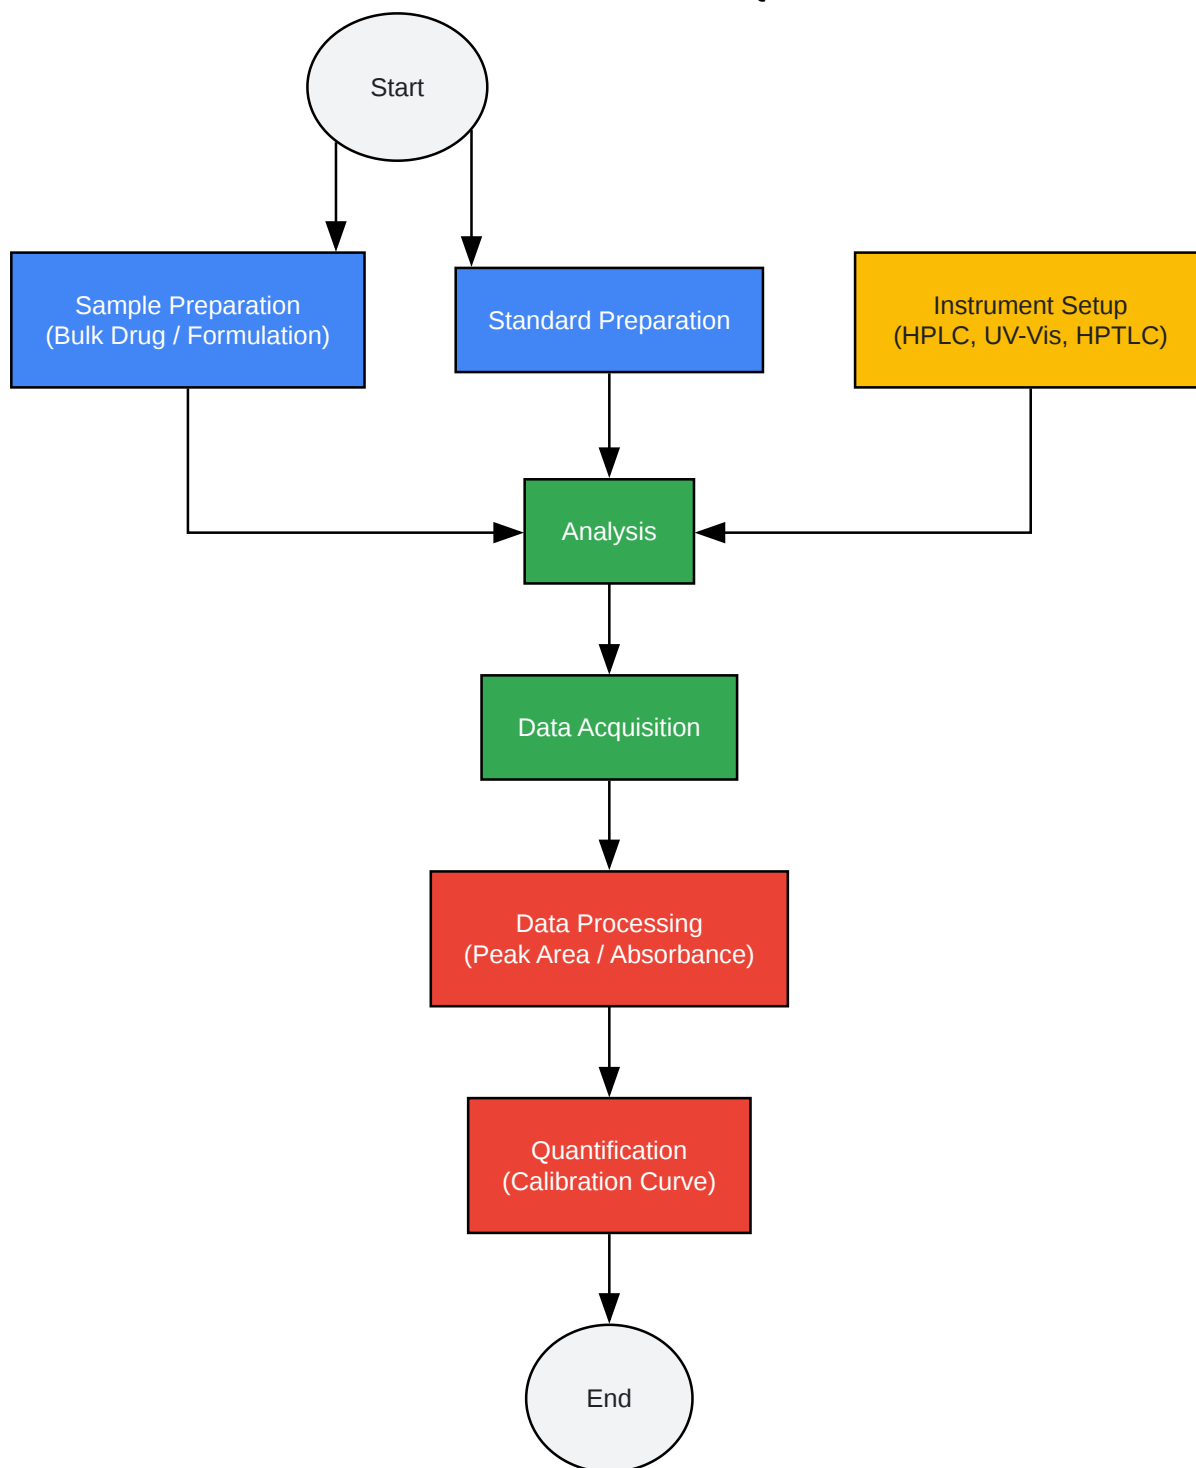 Start
Sample Preparation
(Bulk Drug / Formulation)
Standard Preparation
Instrument Setup
(HPLC, UV-Vis, HPTLC)
Analysis
Data Acquisition
Data Processing
(Peak Area / Absorbance)
Quantification
(Calibration Curve)
End